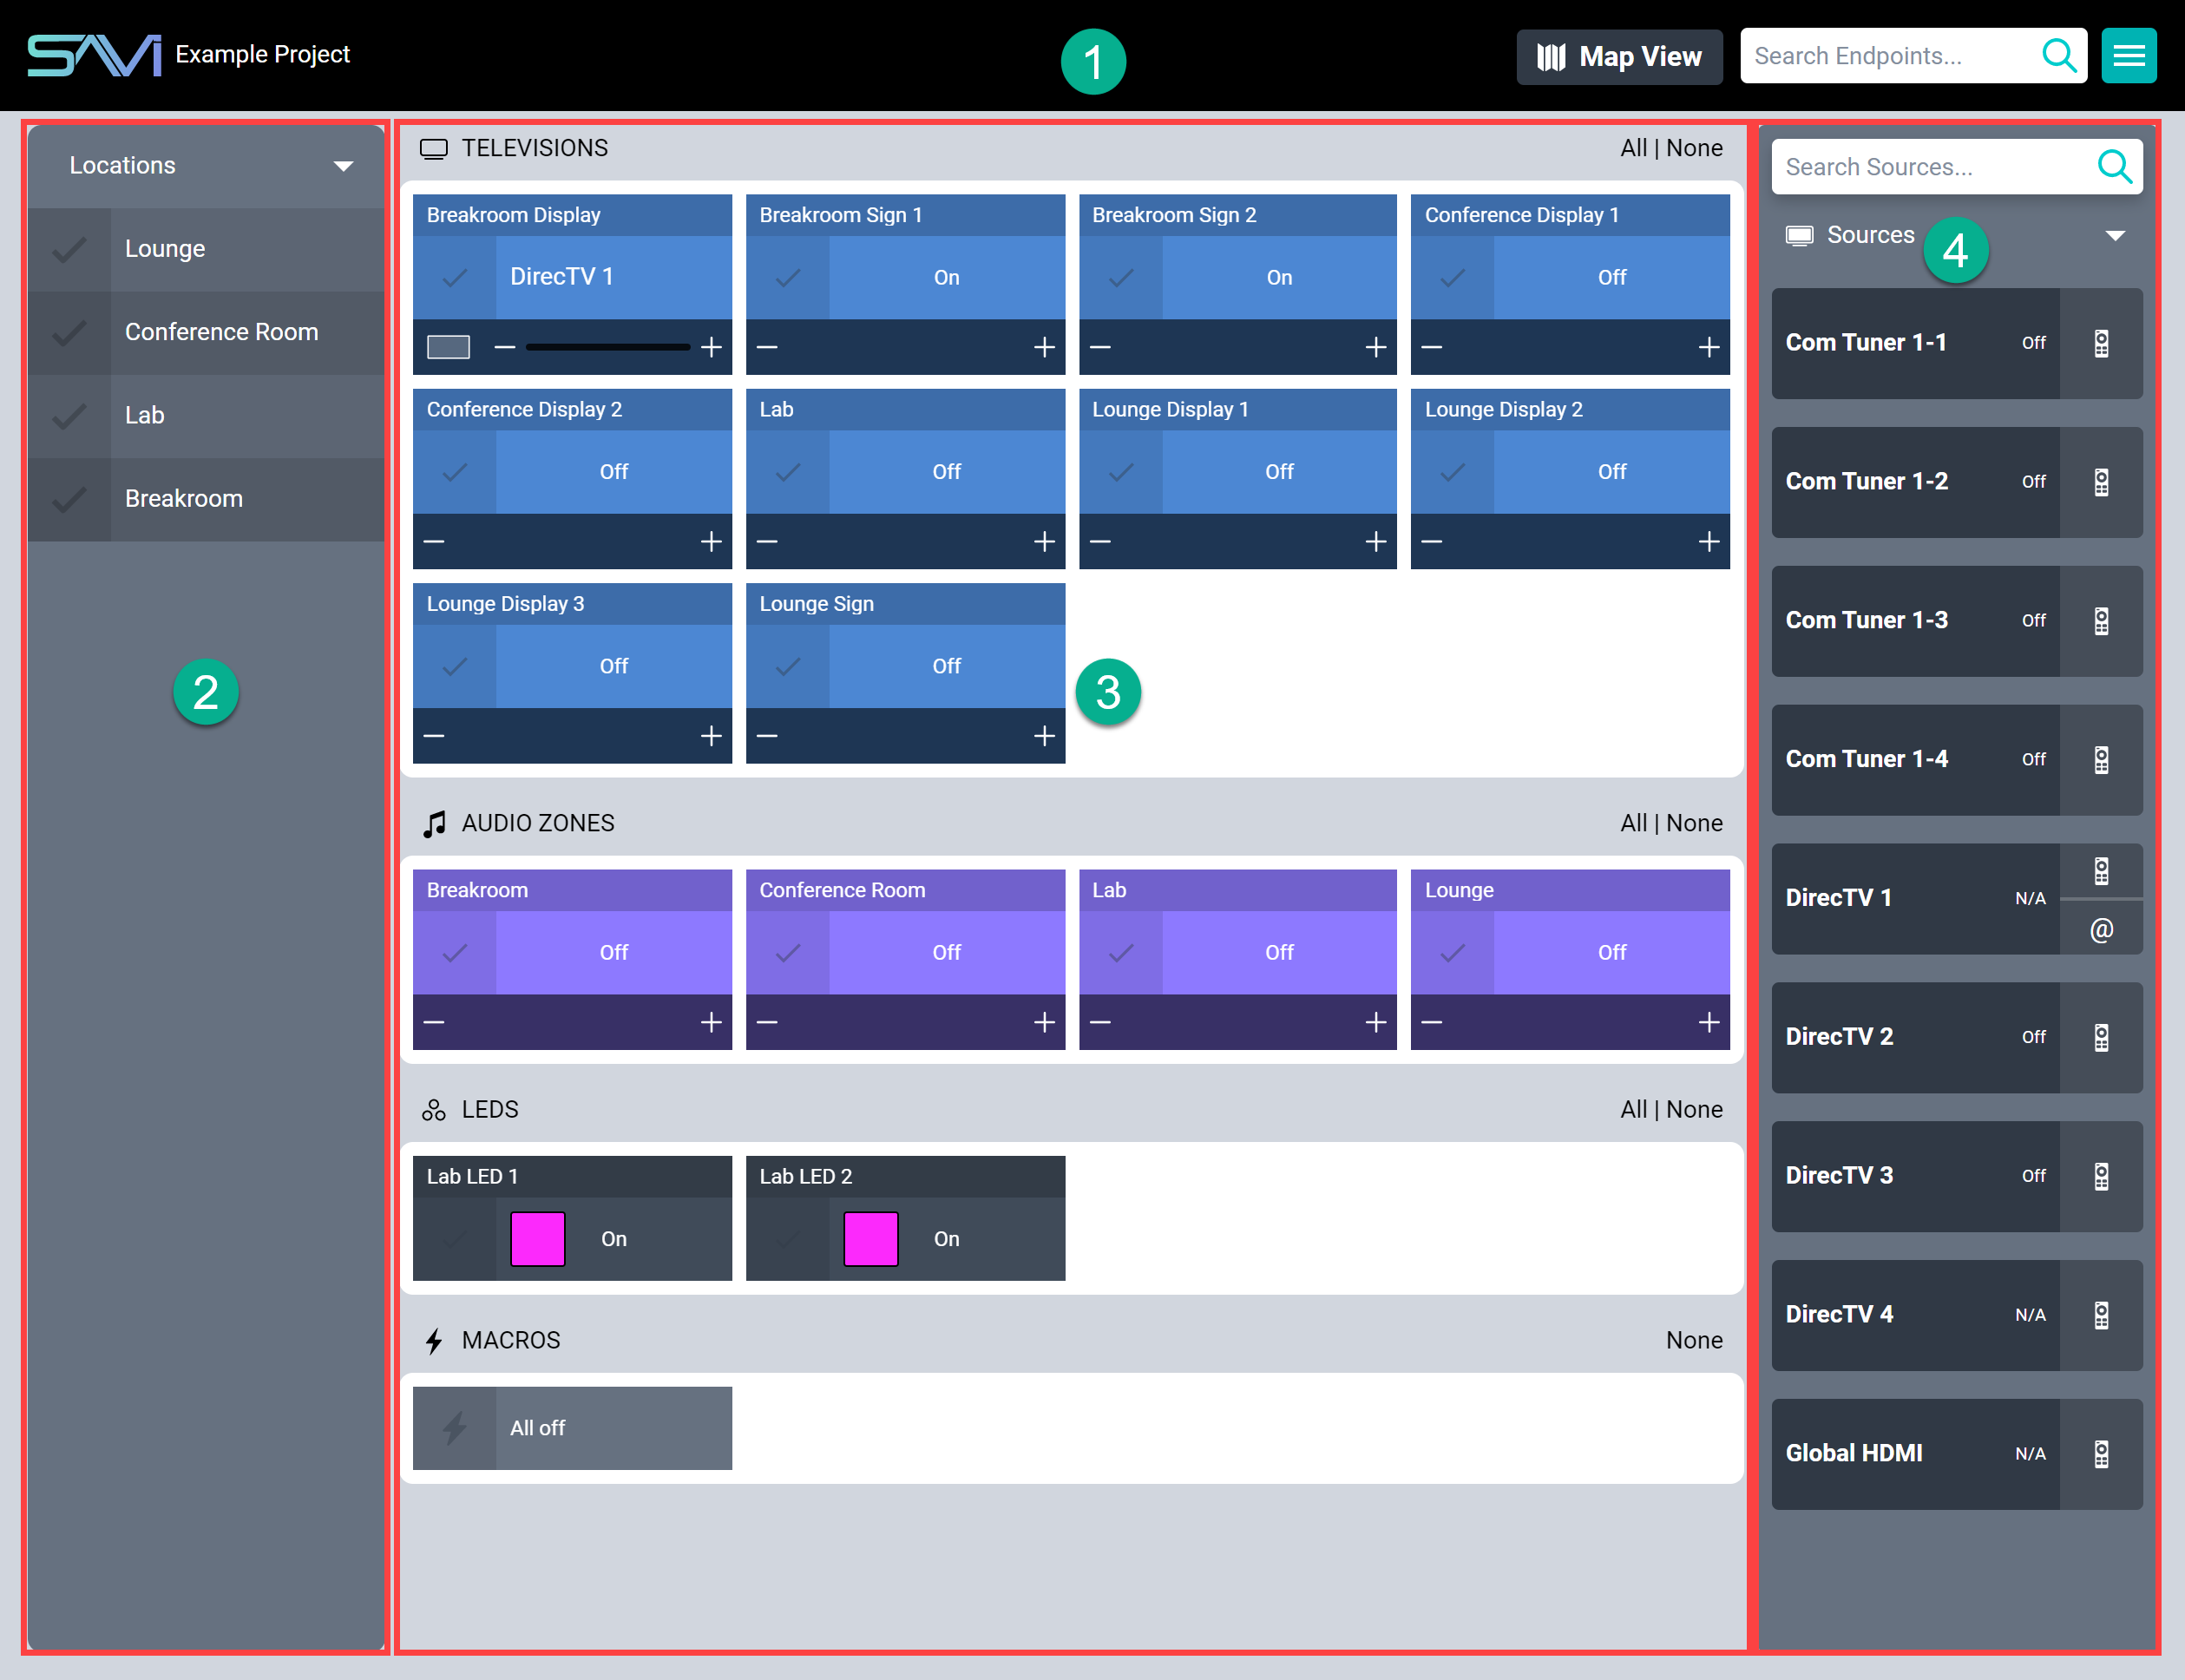 SAVI Example Project
1
Map View
Search Endpoints...
Locations
Lounge
Conference Room
Lab
Breakroom
2
TELEVISIONS
All | None
Breakroom Display
DirecTV 1
Breakroom Sign 1
On
Breakroom Sign 2
On
Conference Display 1
Off
Conference Display 2
Off
Lab
Off
Lounge Display 1
Off
Lounge Display 2
Off
Lounge Display 3
Off
Lounge Sign
Off
3
AUDIO ZONES
All | None
Breakroom
Off
Conference Room
Off
Lab
Off
Lounge
Off
LEDS
All | None
Lab LED 1
On
Lab LED 2
On
MACROS
None
All off
Search Sources...
Sources
4
Com Tuner 1-1 Off
Com Tuner 1-2 Off
Com Tuner 1-3 Off
Com Tuner 1-4 Off
DirecTV 1 N/A
@
DirecTV 2 Off
DirecTV 3 Off
DirecTV 4 N/A
Global HDMI N/A